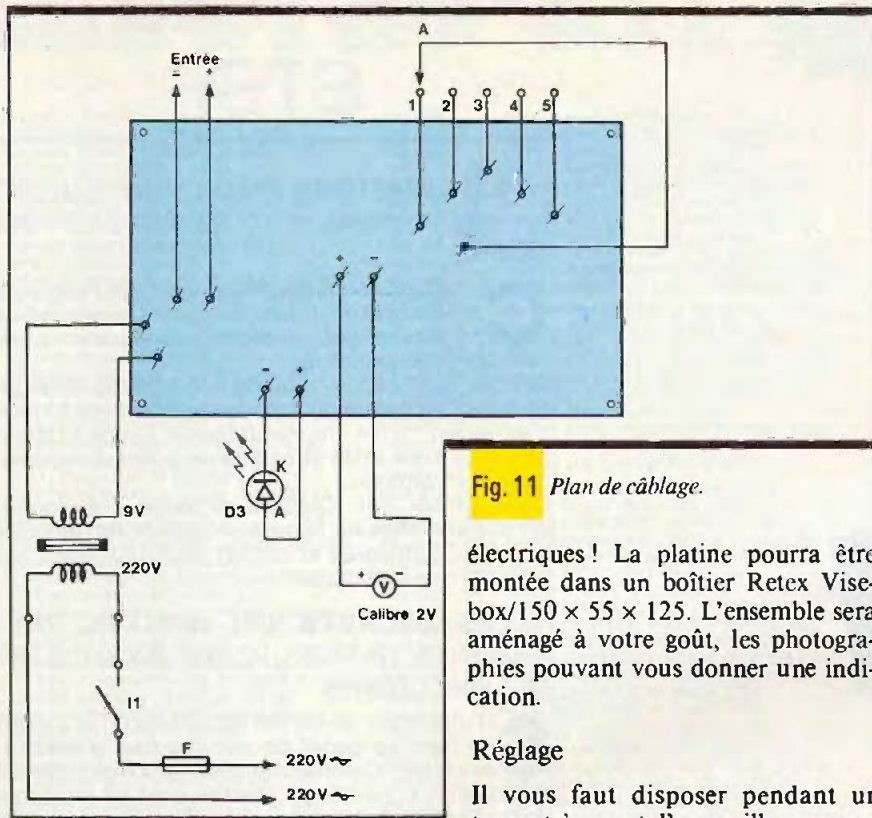 A
Entrée
= +
1 2 3 4 5
+ -
- +
K
D3
A
9V
220V
+ V -
Calibre 2V
I1
F
220V ~
220V ~
Fig. 11 Plan de câblage.
électriques ! La platine pourra être
montée dans un boîtier Retex Vise-
box/150 × 55 × 125. L'ensemble sera
aménagé à votre goût, les photogra-
phies pouvant vous donner une indi-
cation.
Réglage
Il vous faut disposer pendant un